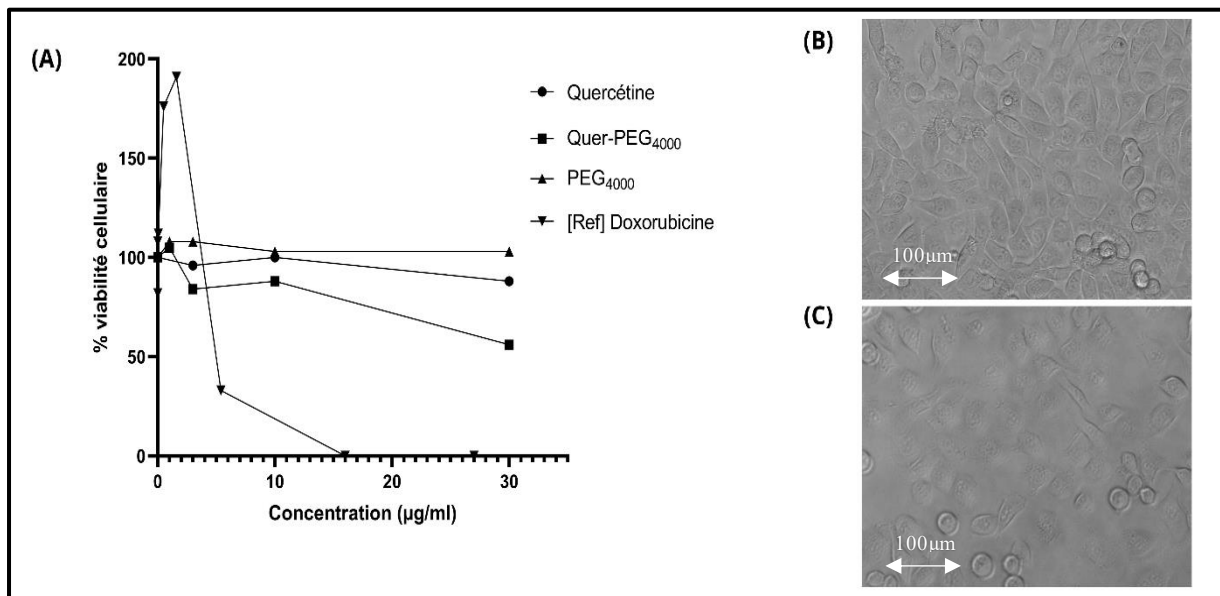 (A)
200
150
100
50
0
% viabilité cellulaire
0
10
20
30
Concentration (µg/ml)
Quercétine
Quer-PEG4000
PEG4000
[Ref] Doxorubicine
(B)
100µm
(C)
100µm